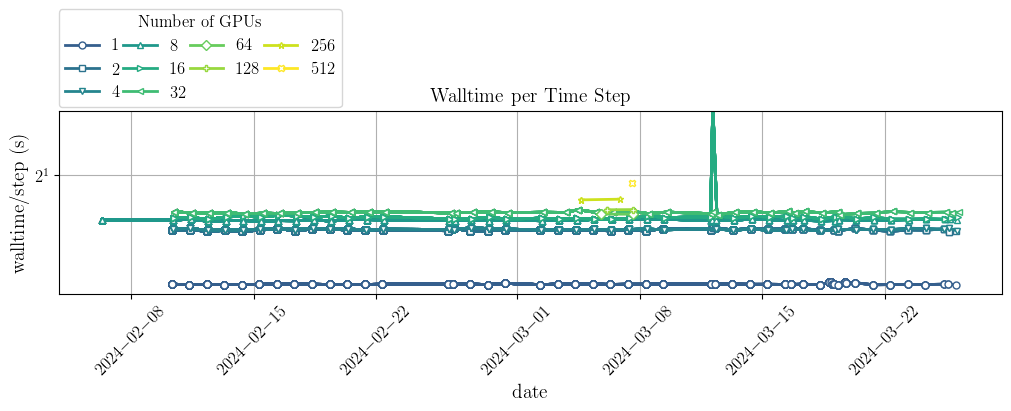 Number of GPUs
1 8 64 256
2 16 128 512
4 32
Walltime per Time Step
walltime/step (s)
2^1
2024−02−08 2024−02−15 2024−02−22 2024−03−01 2024−03−08 2024−03−15 2024−03−22
date